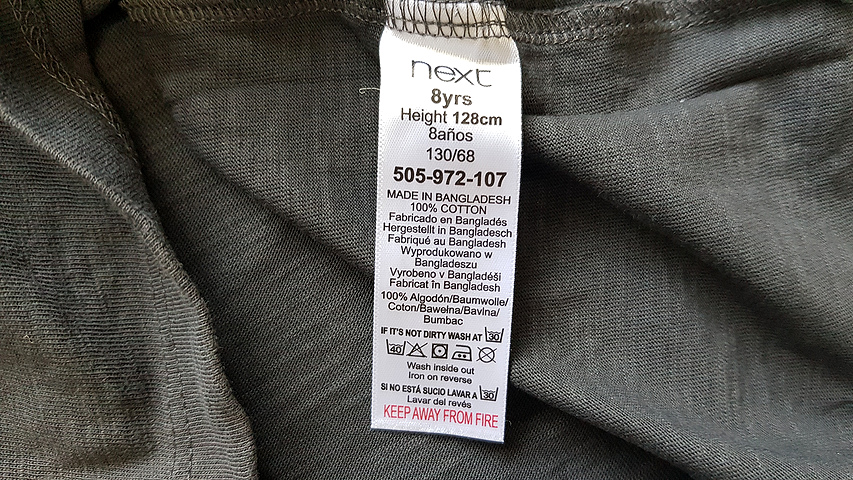 next
8yrs
Height 128cm
8años
130/68
505-972-107
MADE IN BANGLADESH
100% COTTON
Fabricado en Bangladés
Hergestellt in Bangladesch
Fabriqué au Bangladesh
Wyprodukowano w
Bangladeszu
Vyrobeno v Bangladéši
Fabricat în Bangladesh
100% Algodón/Baumwolle/
Coton/Bawełna/Bavlna/
Bumbac
IF IT'S NOT DIRTY WASH AT 30
40
Wash inside out
Iron on reverse
SI NO ESTÁ SUCIO LAVAR A 30
Lavar del revés
KEEP AWAY FROM FIRE